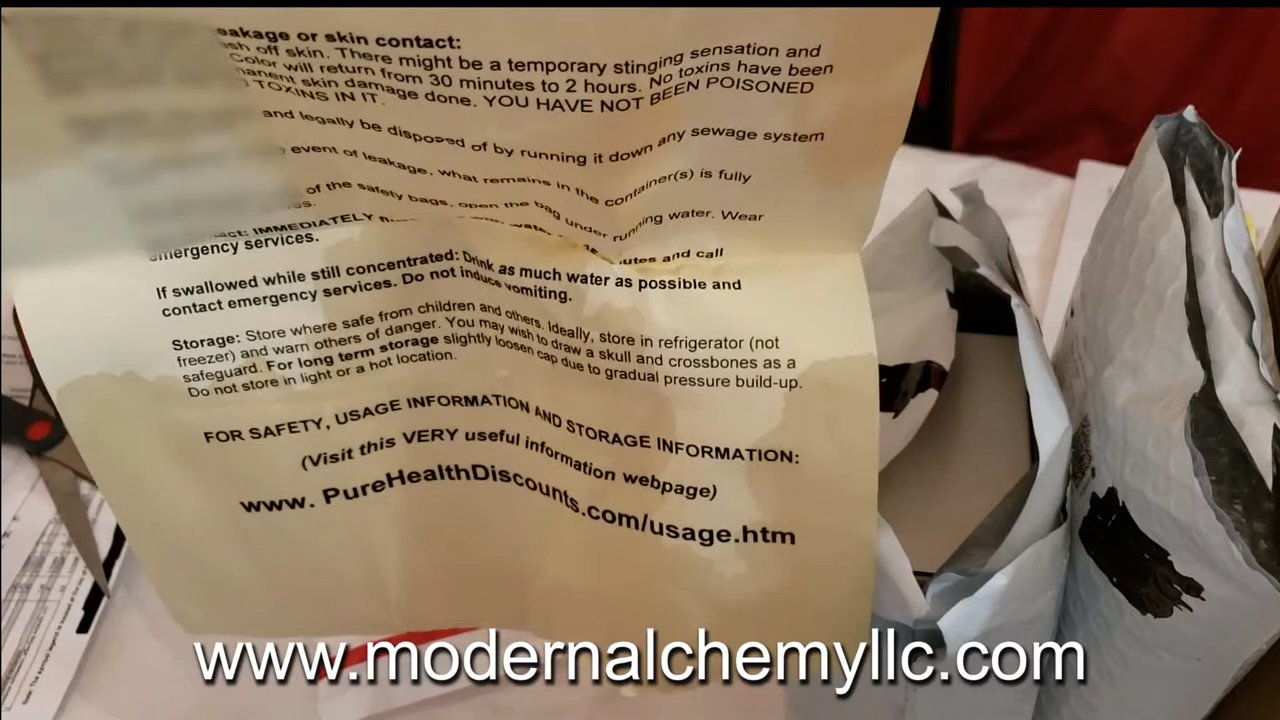 eakage or skin contact:
sh off skin. There might be a temporary stinging sensation and
Color will return from 30 minutes to 2 hours. No toxins have been
manent skin damage done. YOU HAVE NOT BEEN POISONED
TOXINS IN IT.
and legally be disposed of by running it down any sewage system
event of leakage, what remains in the container(s) is fully
of the safety bags, open the bag under running water. Wear
act: IMMEDIATELY water utes and call
emergency services.
If swallowed while still concentrated: Drink as much water as possible and
contact emergency services. Do not induce vomiting.
Storage: Store where safe from children and others. Ideally, store in refrigerator (not
freezer) and warn others of danger. You may wish to draw a skull and crossbones as a
safeguard. For long term storage slightly loosen cap due to gradual pressure build-up.
Do not store in light or a hot location.
FOR SAFETY, USAGE INFORMATION AND STORAGE INFORMATION:
(Visit this VERY useful information webpage)
www. PureHealthDiscounts.com/usage.htm
www.modernalchemyllc.com